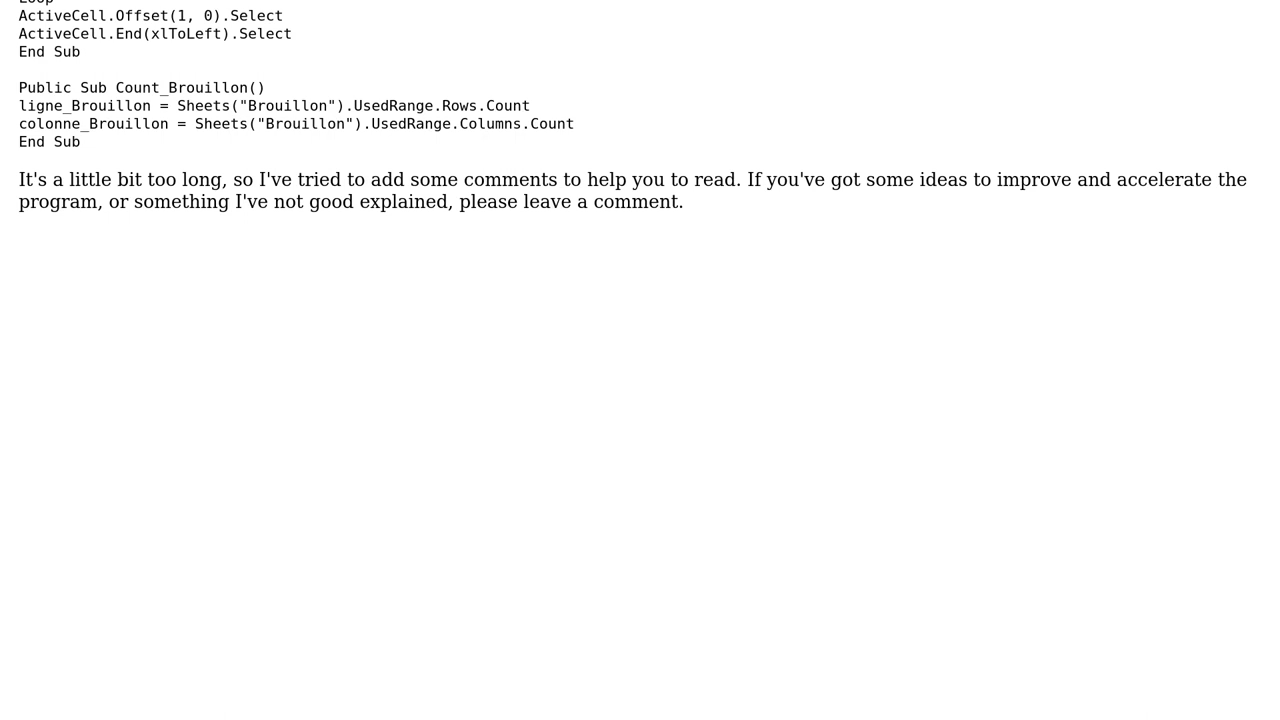 Loop
ActiveCell.Offset(1, 0).Select
ActiveCell.End(xlToLeft).Select
End Sub
Public Sub Count_Brouillon()
ligne_Brouillon = Sheets("Brouillon").UsedRange.Rows.Count
colonne_Brouillon = Sheets("Brouillon").UsedRange.Columns.Count
End Sub
It's a little bit too long, so I've tried to add some comments to help you to read. If you've got some ideas to improve and accelerate the
program, or something I've not good explained, please leave a comment.